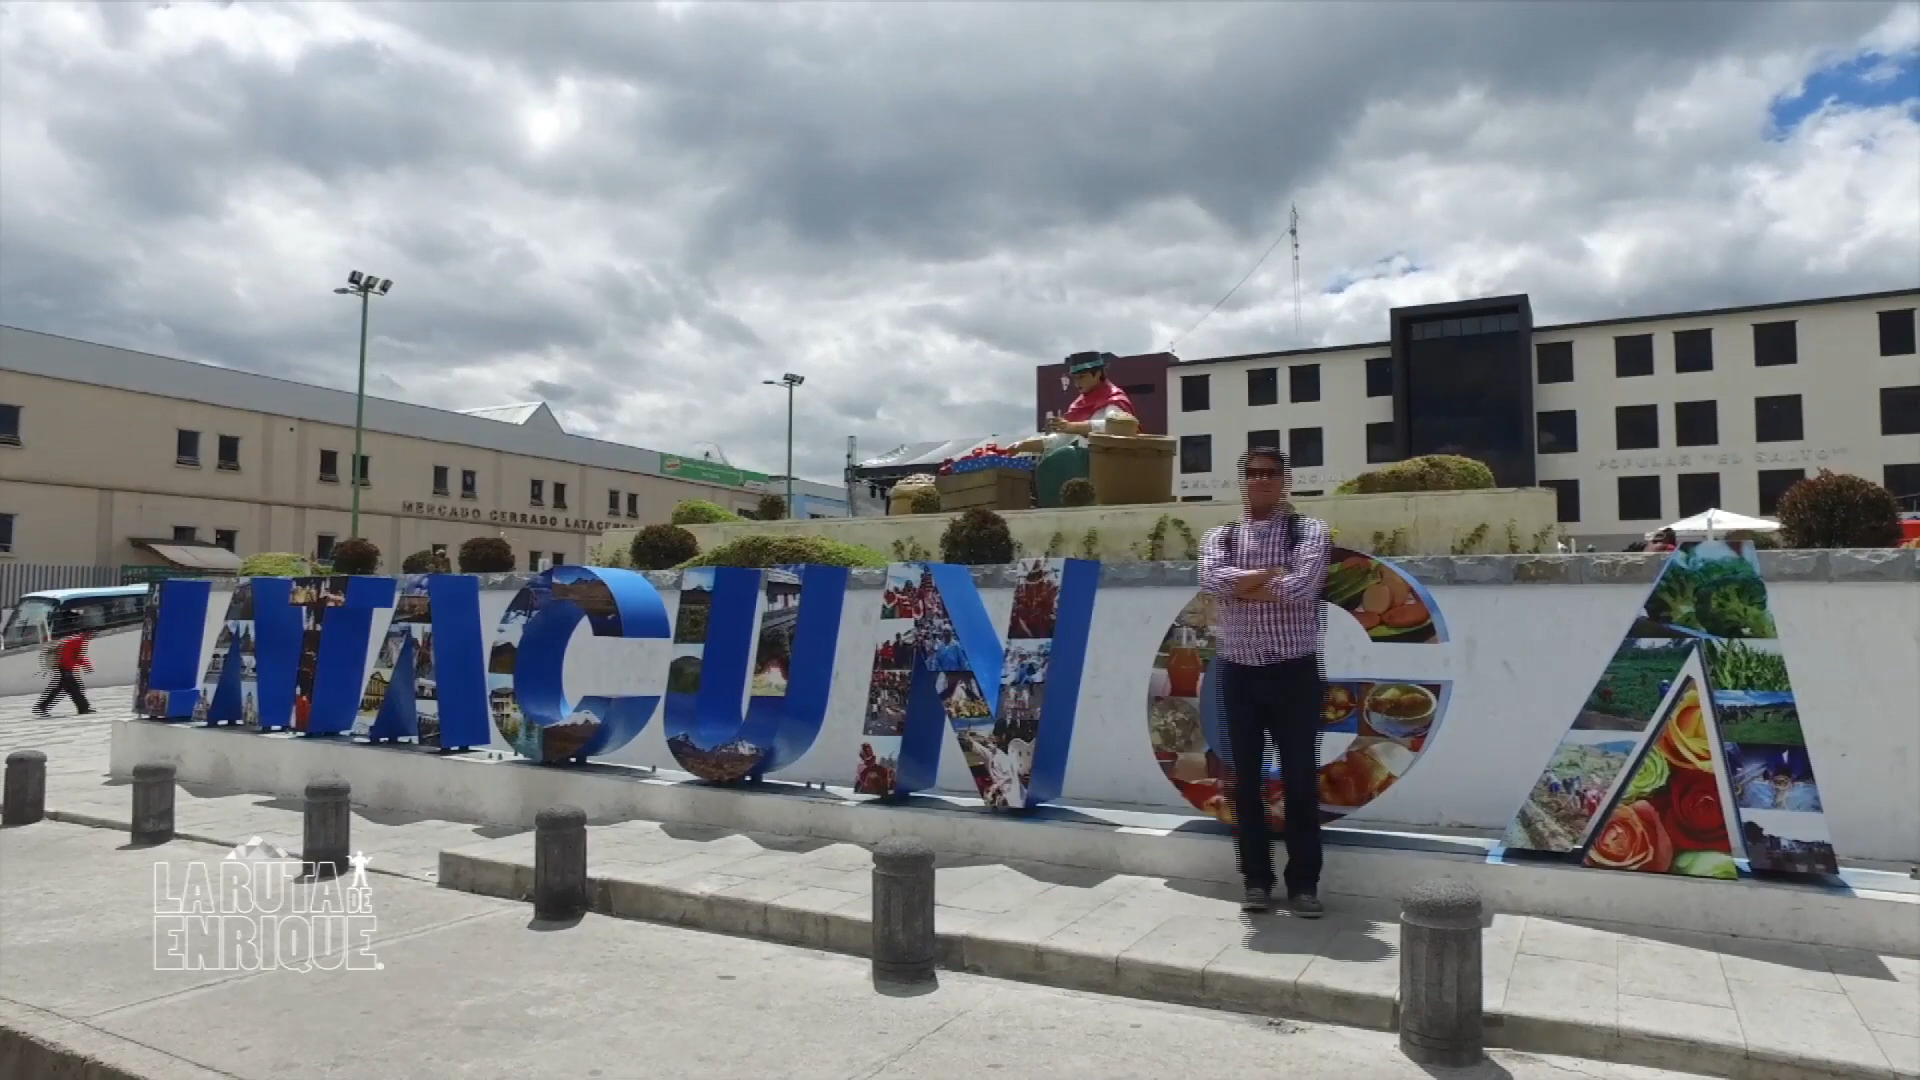 MERCADO CERRADO LATACUNGA
POPULAR "EL SALTO"
LATACUNGA
LA RUTA DE
ENRIQUE